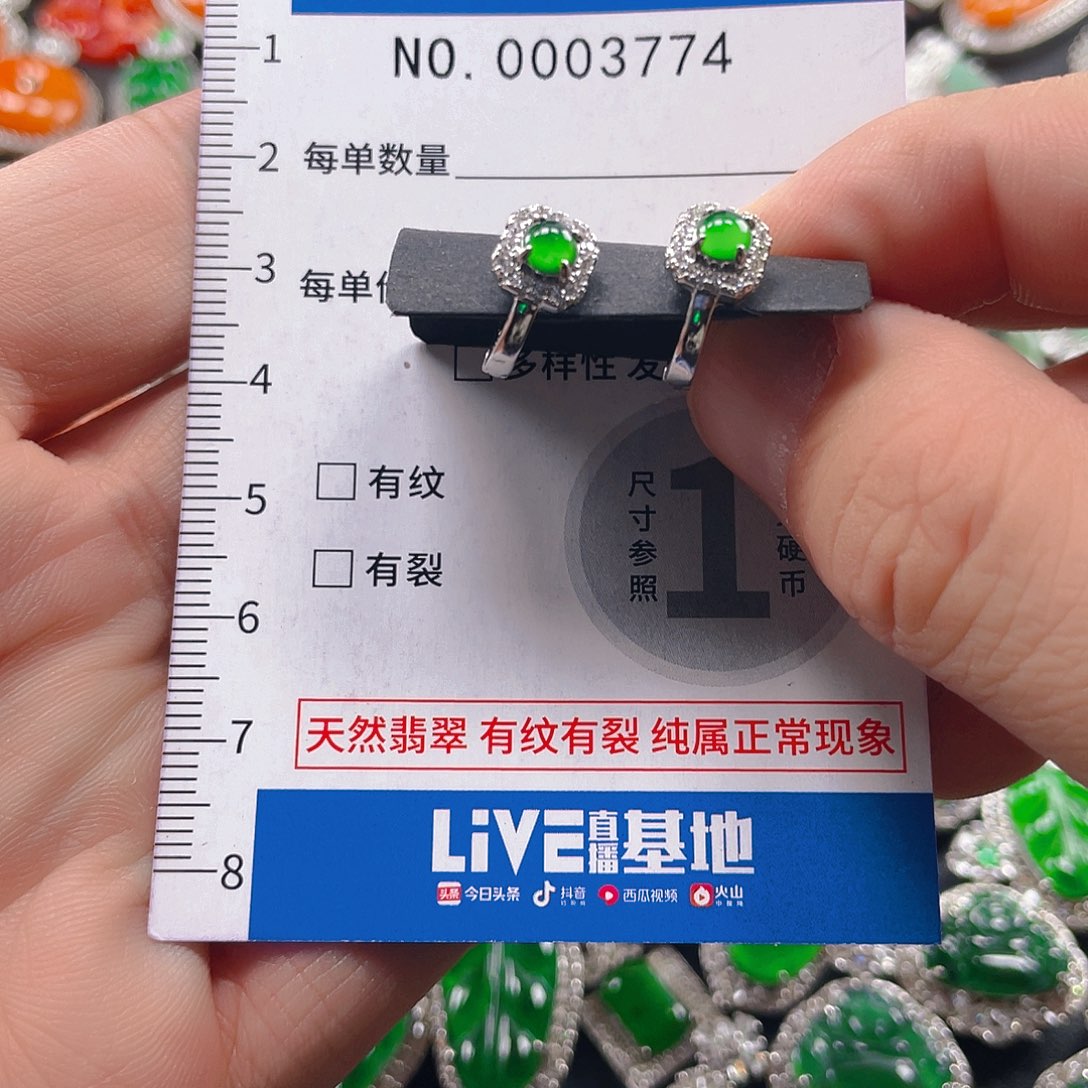 1
NO. 0003774
2
每单数量
3
每单
4
多样性 发
5
有纹
尺寸参照
1
硬币
有裂
6
7
天然翡翠 有纹有裂 纯属正常现象
8
LiVE直播基地
头条 今日头条 抖音 西瓜视频 火山